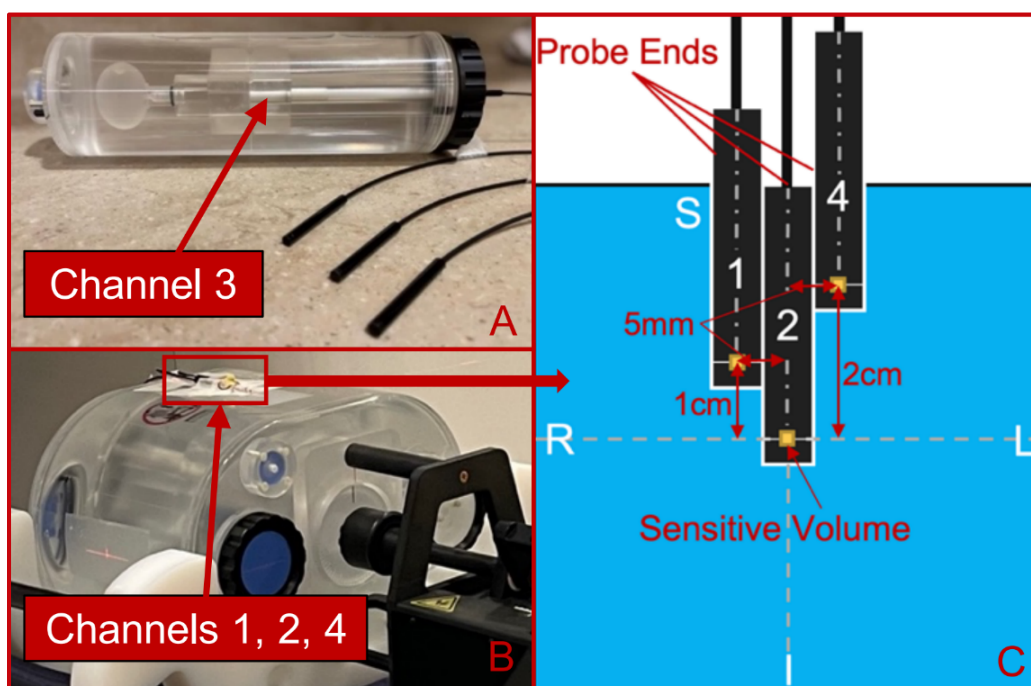 Channel 3
A
Channels 1, 2, 4
B
Probe Ends
S
1
2
4
5mm
1cm
2cm
R
L
Sensitive Volume
I
C